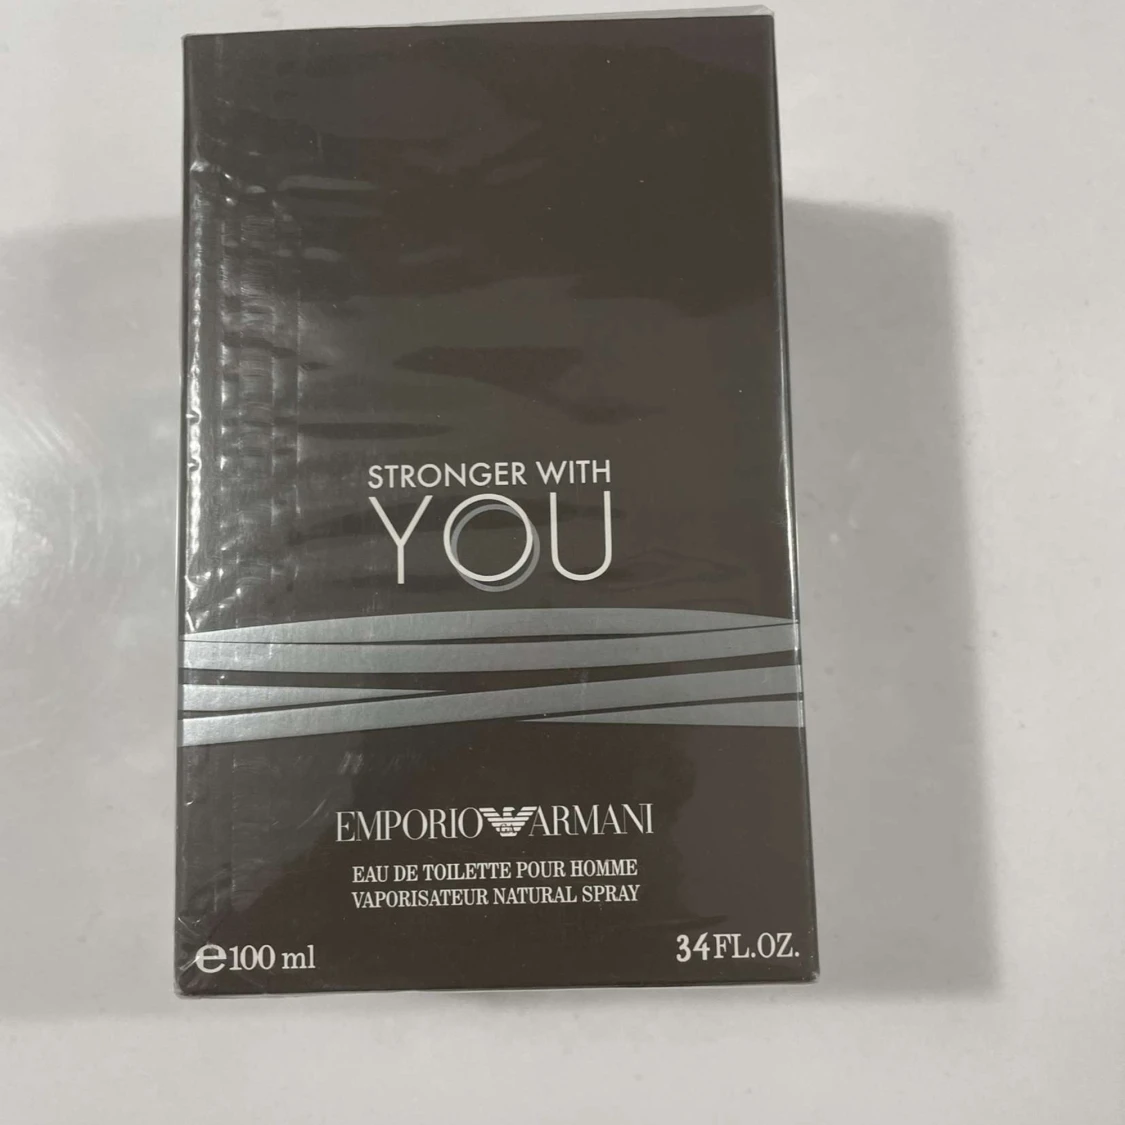 STRONGER WITH
YOU
EMPORIO ARMANI
EAU DE TOILETTE POUR HOMME
VAPORISATEUR NATURAL SPRAY
℮100 ml
34FL.OZ.